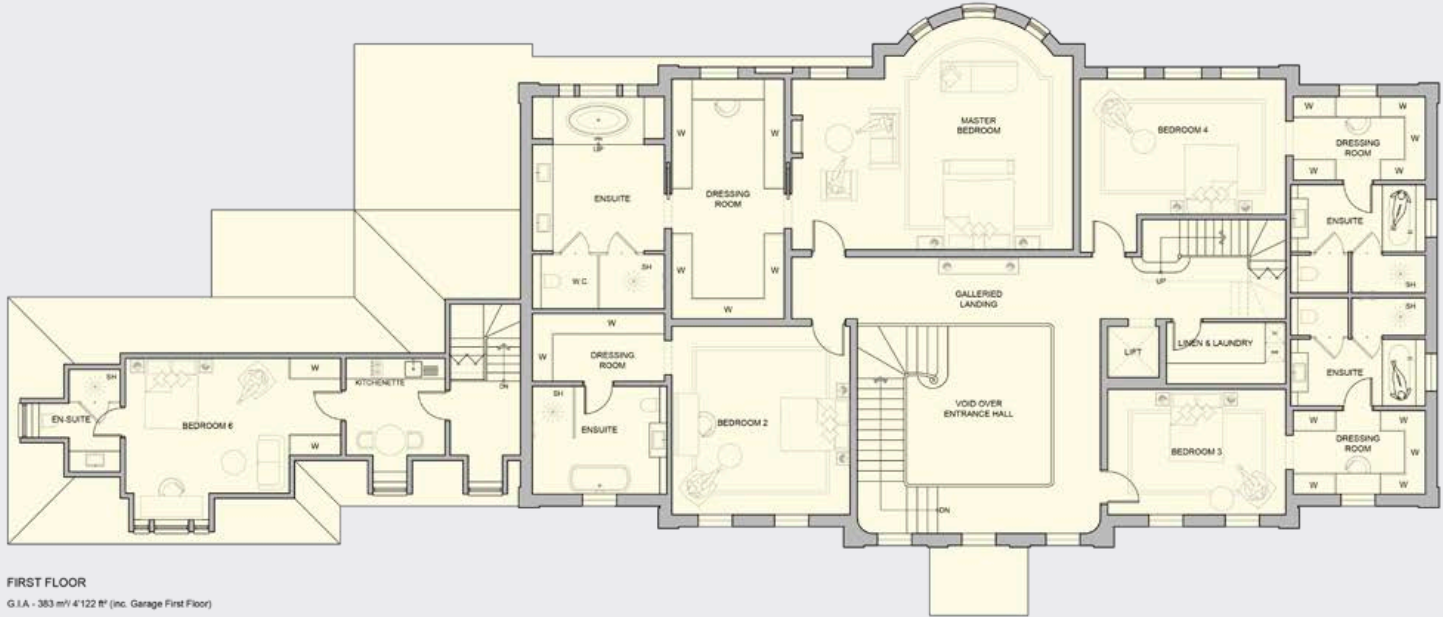 MASTER
BEDROOM
BEDROOM 4
W
W
W
W
DRESSING
ROOM
W
W
W
UP
ENSUITE
DRESSING
ROOM
W
W
W
SH
W.C.
ENSUITE
SH
UP
GALLERIED
LANDING
SH
LIFT
LINEN & LAUNDRY
ENSUITE
W
W
DRESSING
ROOM
SH
ENSUITE
DN
KITCHENETTE
W
SH
EN-SUITE
BEDROOM 6
W
BEDROOM 2
VOID OVER
ENTRANCE HALL
DN
BEDROOM 3
W
W
DRESSING
ROOM
W
W
W
FIRST FLOOR
G.I.A - 383 m²/ 4'122 ft² (inc. Garage First Floor)